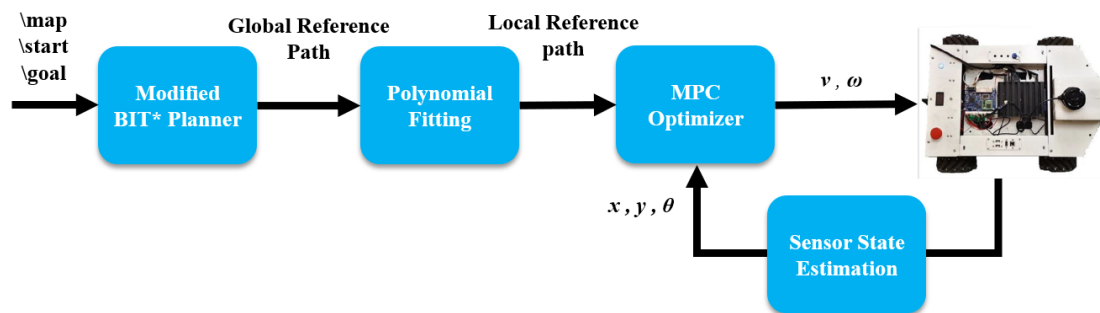 \map
\start
\goal
Modified
BIT* Planner
Global Reference
Path
Polynomial
Fitting
Local Reference
path
MPC
Optimizer
v , ω
x , y , θ
Sensor State
Estimation